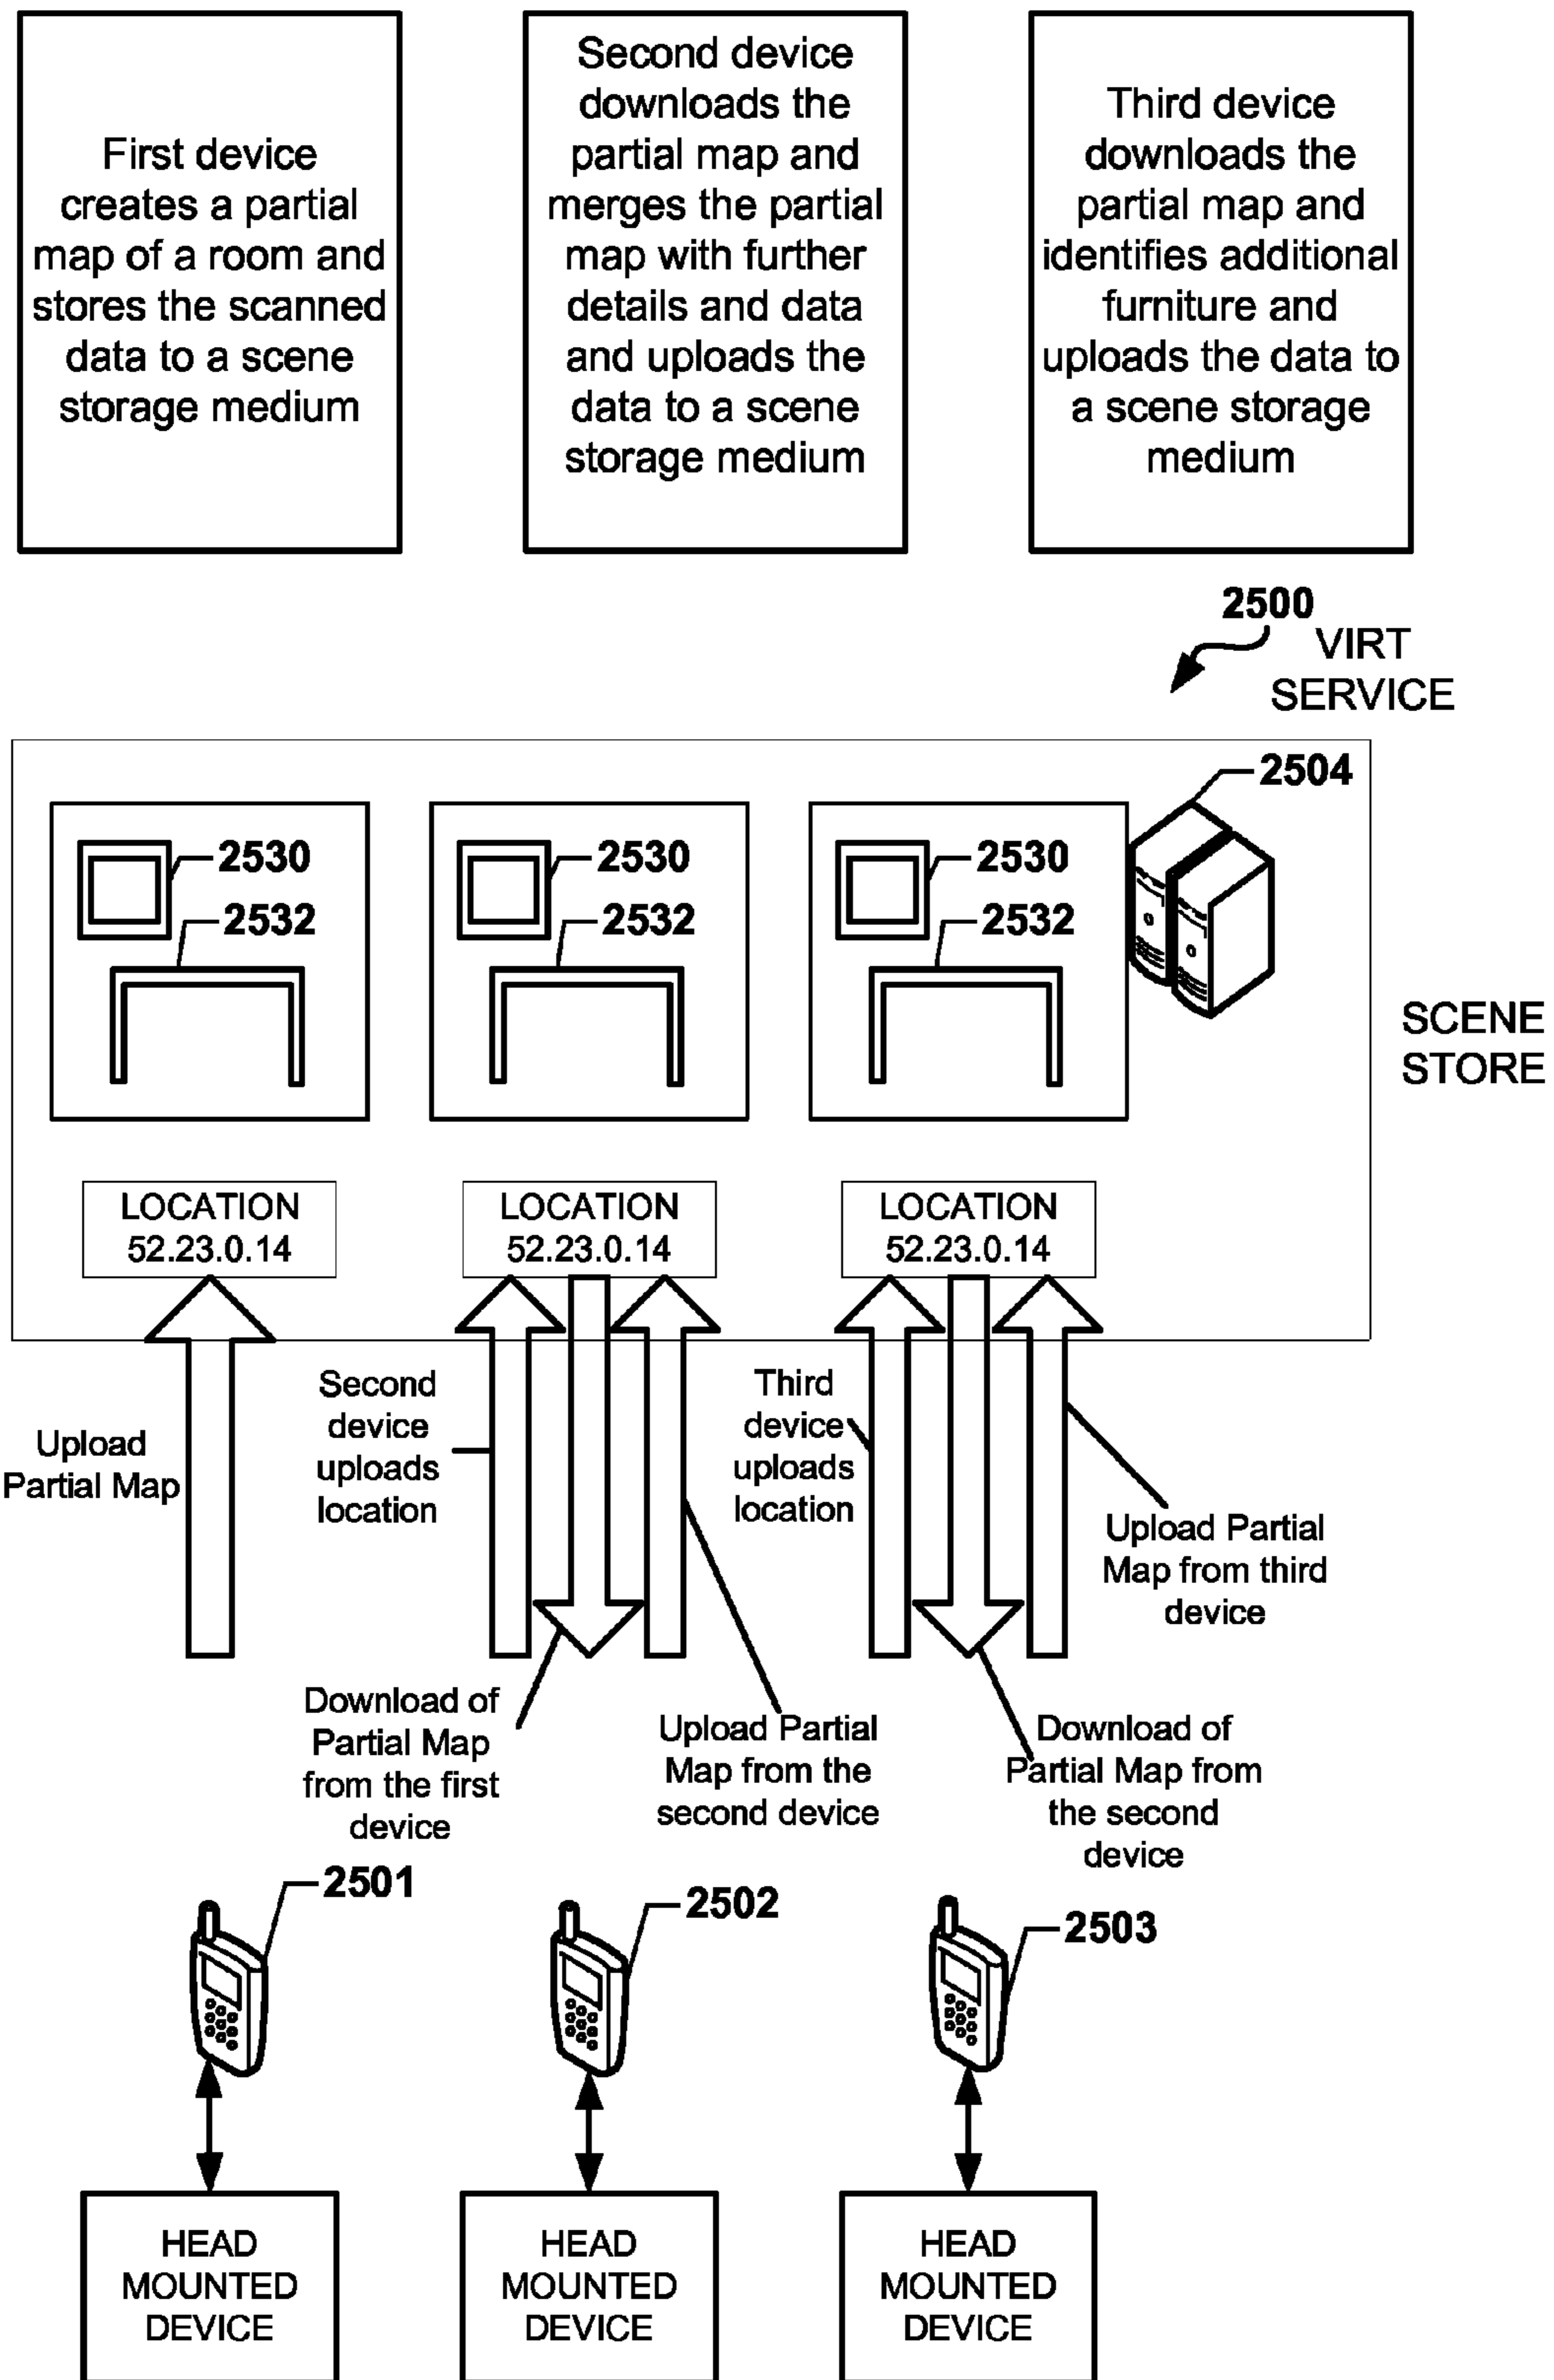 First device
creates a partial
map of a room and
stores the scanned
data to a scene
storage medium
Second device
downloads the
partial map and
merges the partial
map with further
details and data
and uploads the
data to a scene
storage medium
Third device
downloads the
partial map and
identifies additional
furniture and
uploads the data to
a scene storage
medium
2500
VIRT
SERVICE
2504
2530
2532
2530
2532
2530
2532
SCENE
STORE
LOCATION
52.23.0.14
LOCATION
52.23.0.14
LOCATION
52.23.0.14
Upload
Partial Map
Second
device
uploads
location
Third
device
uploads
location
Upload Partial
Map from third
device
Download of
Partial Map
from the first
device
Upload Partial
Map from the
second device
Download of
Partial Map from
the second
device
2501
2502
2503
HEAD
MOUNTED
DEVICE
HEAD
MOUNTED
DEVICE
HEAD
MOUNTED
DEVICE